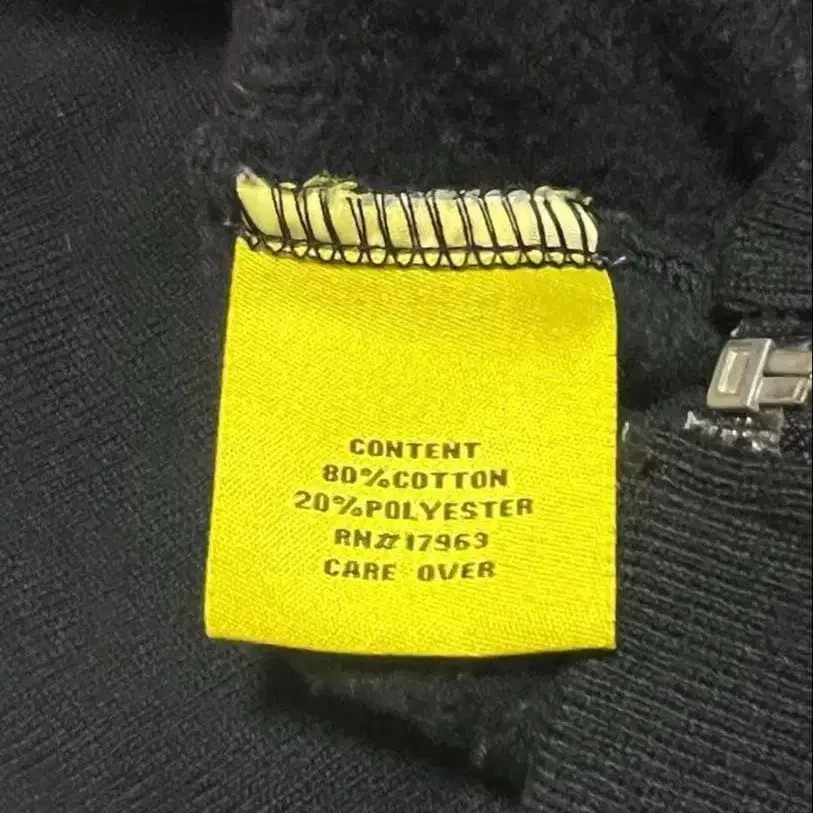 CONTENT
80%COTTON
20%POLYESTER
RN#17963
CARE OVER